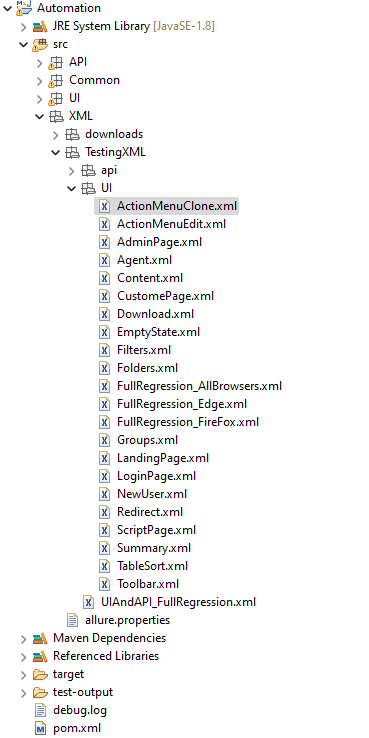 Automation
JRE System Library [JavaSE-1.8]
src
API
Common
UI
XML
downloads
TestingXML
api
UI
ActionMenuClone.xml
ActionMenuEdit.xml
AdminPage.xml
Agent.xml
Content.xml
CustomePage.xml
Download.xml
EmptyState.xml
Filters.xml
Folders.xml
FullRegression_AllBrowsers.xml
FullRegression_Edge.xml
FullRegression_FireFox.xml
Groups.xml
LandingPage.xml
LoginPage.xml
NewUser.xml
Redirect.xml
ScriptPage.xml
Summary.xml
TableSort.xml
Toolbar.xml
UIAndAPI_FullRegression.xml
allure.properties
Maven Dependencies
Referenced Libraries
target
test-output
debug.log
pom.xml